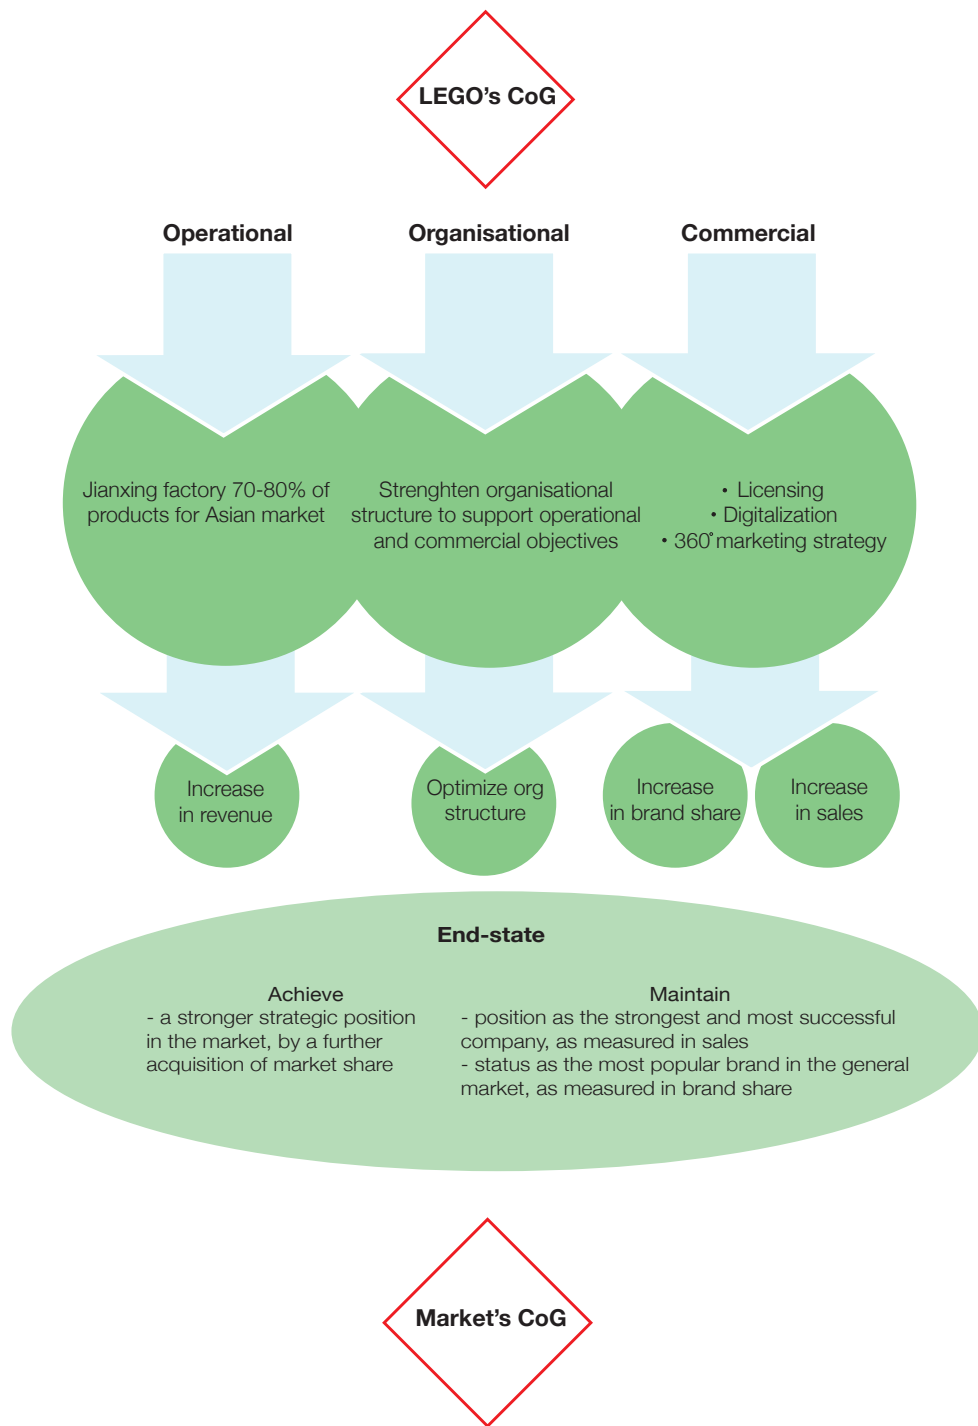 LEGO’s CoG
Operational
Organisational
Commercial
Jianxing factory 70-80% of
products for Asian market
Strenghten organisational
structure to support operational
and commercial objectives
• Licensing
• Digitalization
• 360° marketing strategy
Increase
in revenue
Optimize org
structure
Increase
in brand share
Increase
in sales
End-state
Achieve
- a stronger strategic position
in the market, by a further
acquisition of market share
Maintain
- position as the strongest and most successful
company, as measured in sales
- status as the most popular brand in the general
market, as measured in brand share
Market’s CoG